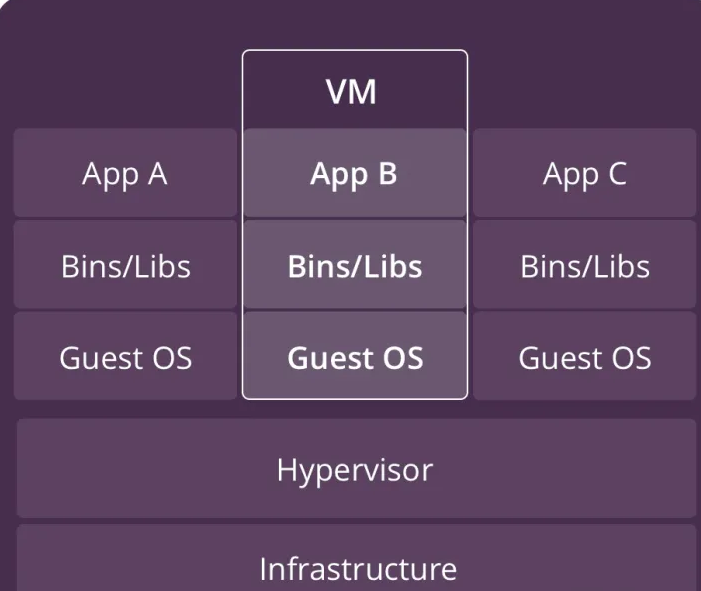 VM
App A
App B
App C
Bins/Libs
Bins/Libs
Bins/Libs
Guest OS
Guest OS
Guest OS
Hypervisor
Infrastructure